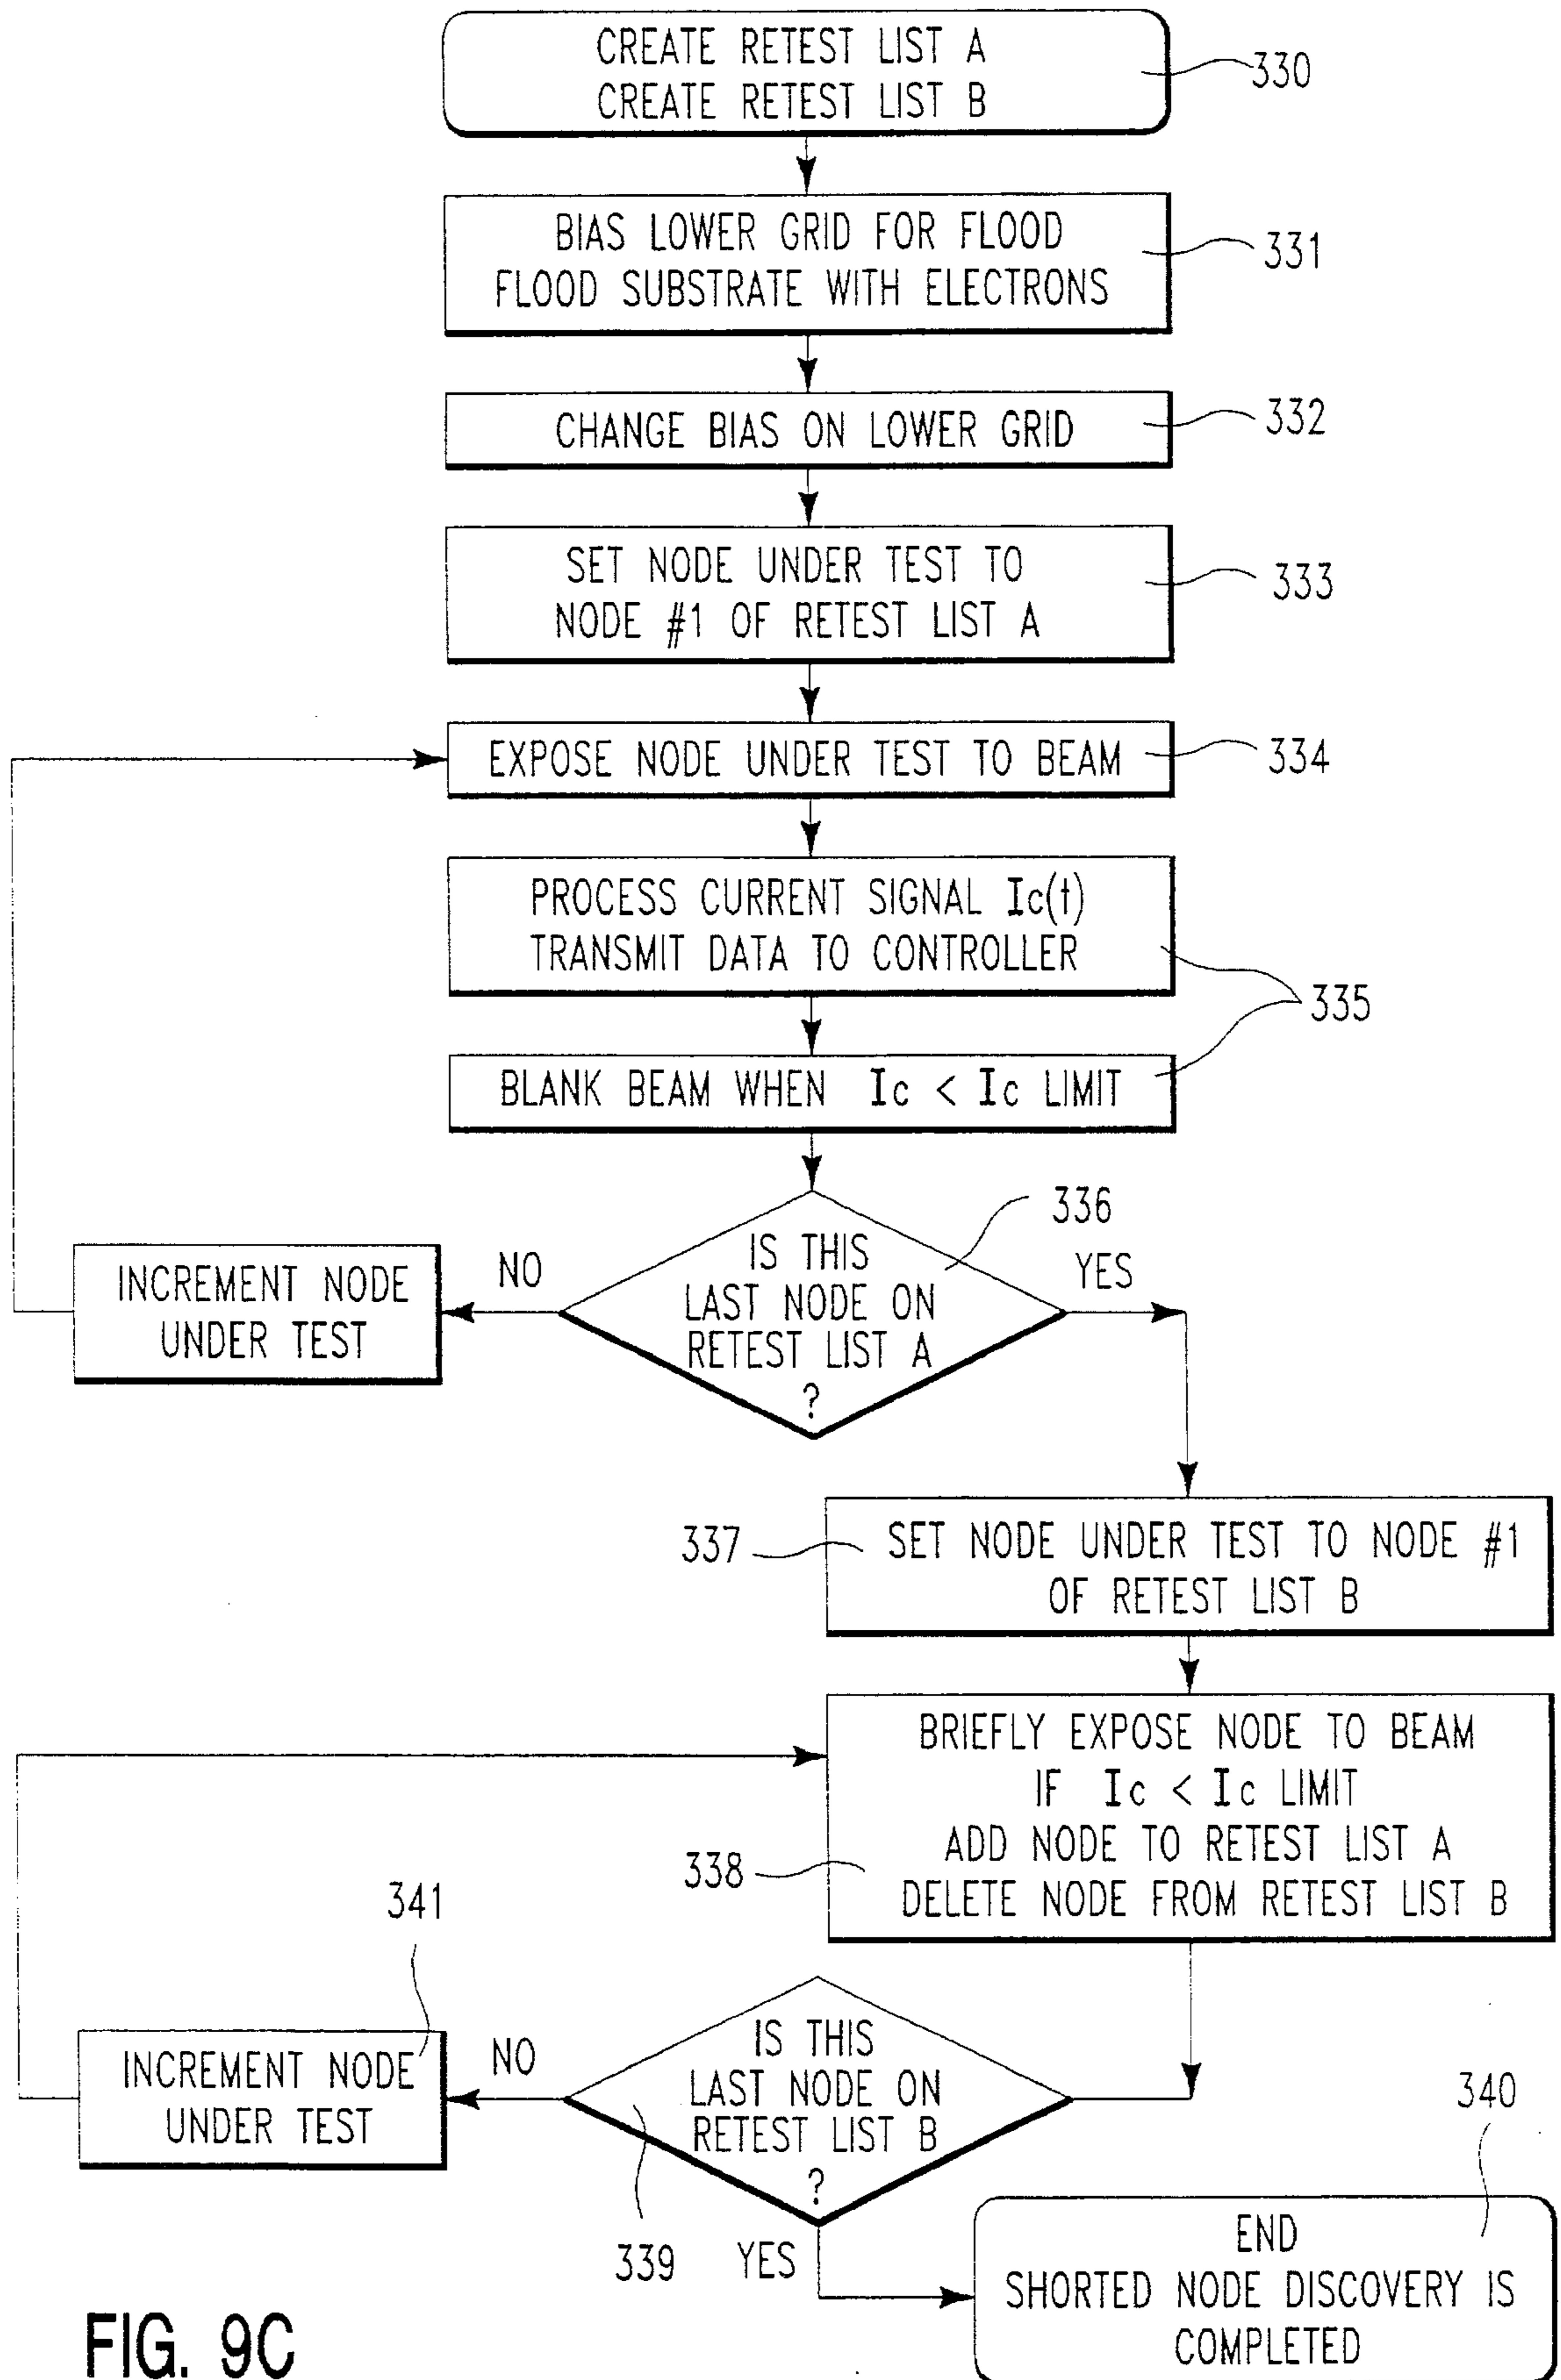 CREATE RETEST LIST A
CREATE RETEST LIST B
330
BIAS LOWER GRID FOR FLOOD
FLOOD SUBSTRATE WITH ELECTRONS
331
CHANGE BIAS ON LOWER GRID
332
SET NODE UNDER TEST TO
NODE #1 OF RETEST LIST A
333
EXPOSE NODE UNDER TEST TO BEAM
334
PROCESS CURRENT SIGNAL Ic(t)
TRANSMIT DATA TO CONTROLLER
335
BLANK BEAM WHEN Ic < Ic LIMIT
336
IS THIS
LAST NODE ON
RETEST LIST A
?
NO
YES
INCREMENT NODE
UNDER TEST
337
SET NODE UNDER TEST TO NODE #1
OF RETEST LIST B
BRIEFLY EXPOSE NODE TO BEAM
IF Ic < Ic LIMIT
ADD NODE TO RETEST LIST A
DELETE NODE FROM RETEST LIST B
338
341
INCREMENT NODE
UNDER TEST
NO
IS THIS
LAST NODE ON
RETEST LIST B
?
339
YES
340
END
SHORTED NODE DISCOVERY IS
COMPLETED
FIG. 9C